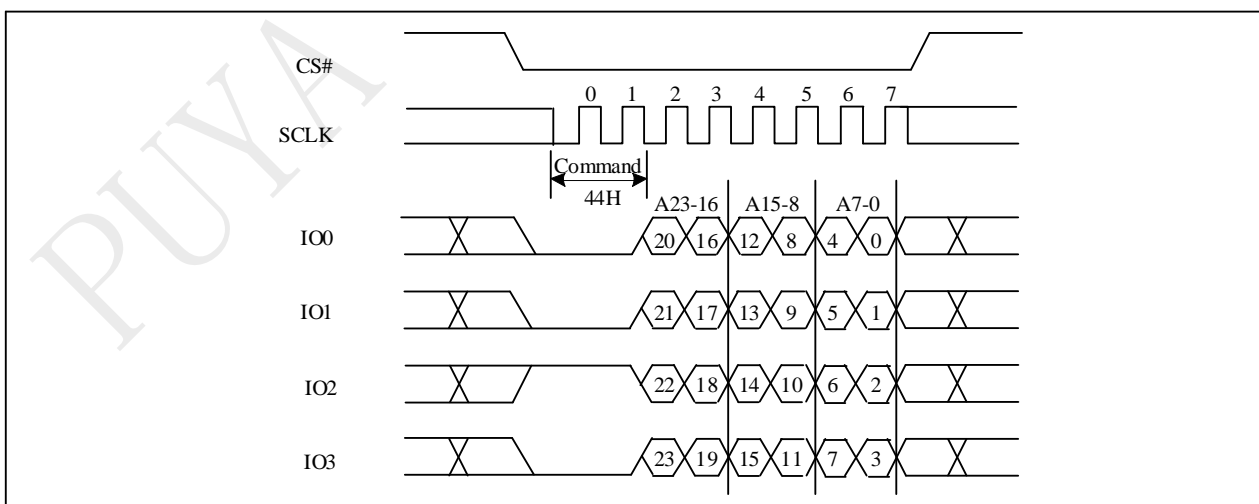 PUYA
CS#
0 1 2 3 4 5 6 7
SCLK
Command
44H
A23-16 A15-8 A7-0
IO0 20 16 12 8 4 0
IO1 21 17 13 9 5 1
IO2 22 18 14 10 6 2
IO3 23 19 15 11 7 3